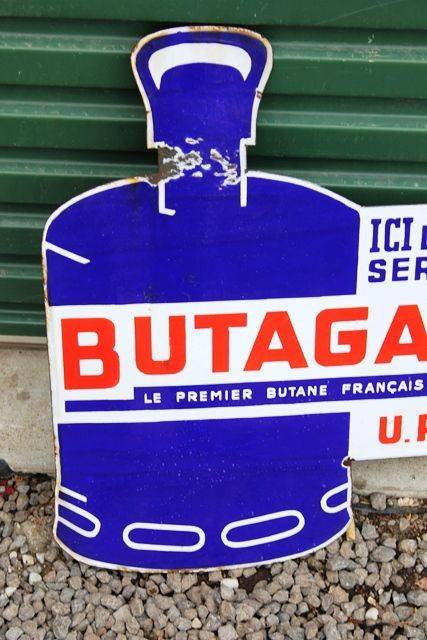 ICI
SER
BUTAGA
LE PREMIER BUTANE FRANÇAIS
U.